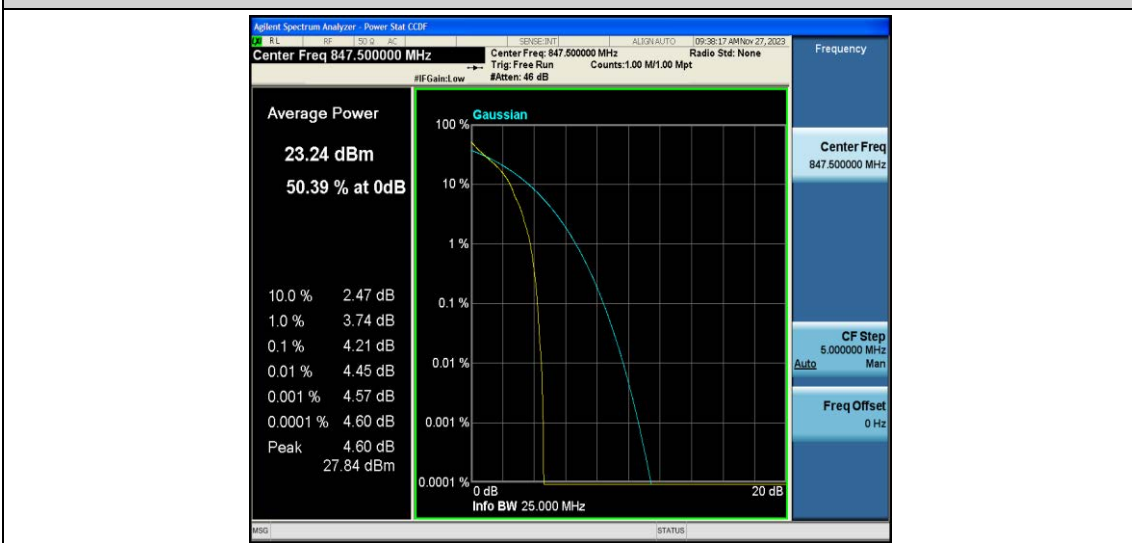 Agilent Spectrum Analyzer - Power Stat CCDF
RL RF 50 Ω AC SENSE:INT ALIGN AUTO 09:38:17 AM Nov 27, 2023
Center Freq 847.500000 MHz
Center Freq: 847.500000 MHz Radio Std: None
Trig: Free Run Counts:1.00 M/1.00 Mpt
#IFGain:Low #Atten: 46 dB
Average Power
23.24 dBm
50.39 % at 0dB
10.0 % 2.47 dB
1.0 % 3.74 dB
0.1 % 4.21 dB
0.01 % 4.45 dB
0.001 % 4.57 dB
0.0001 % 4.60 dB
Peak 4.60 dB
27.84 dBm
Gaussian
100 %
10 %
1 %
0.1 %
0.01 %
0.001 %
0.0001 %
0 dB 20 dB
Info BW 25.000 MHz
Frequency
Center Freq
847.500000 MHz
CF Step
5.000000 MHz
Auto Man
Freq Offset
0 Hz
MSG STATUS